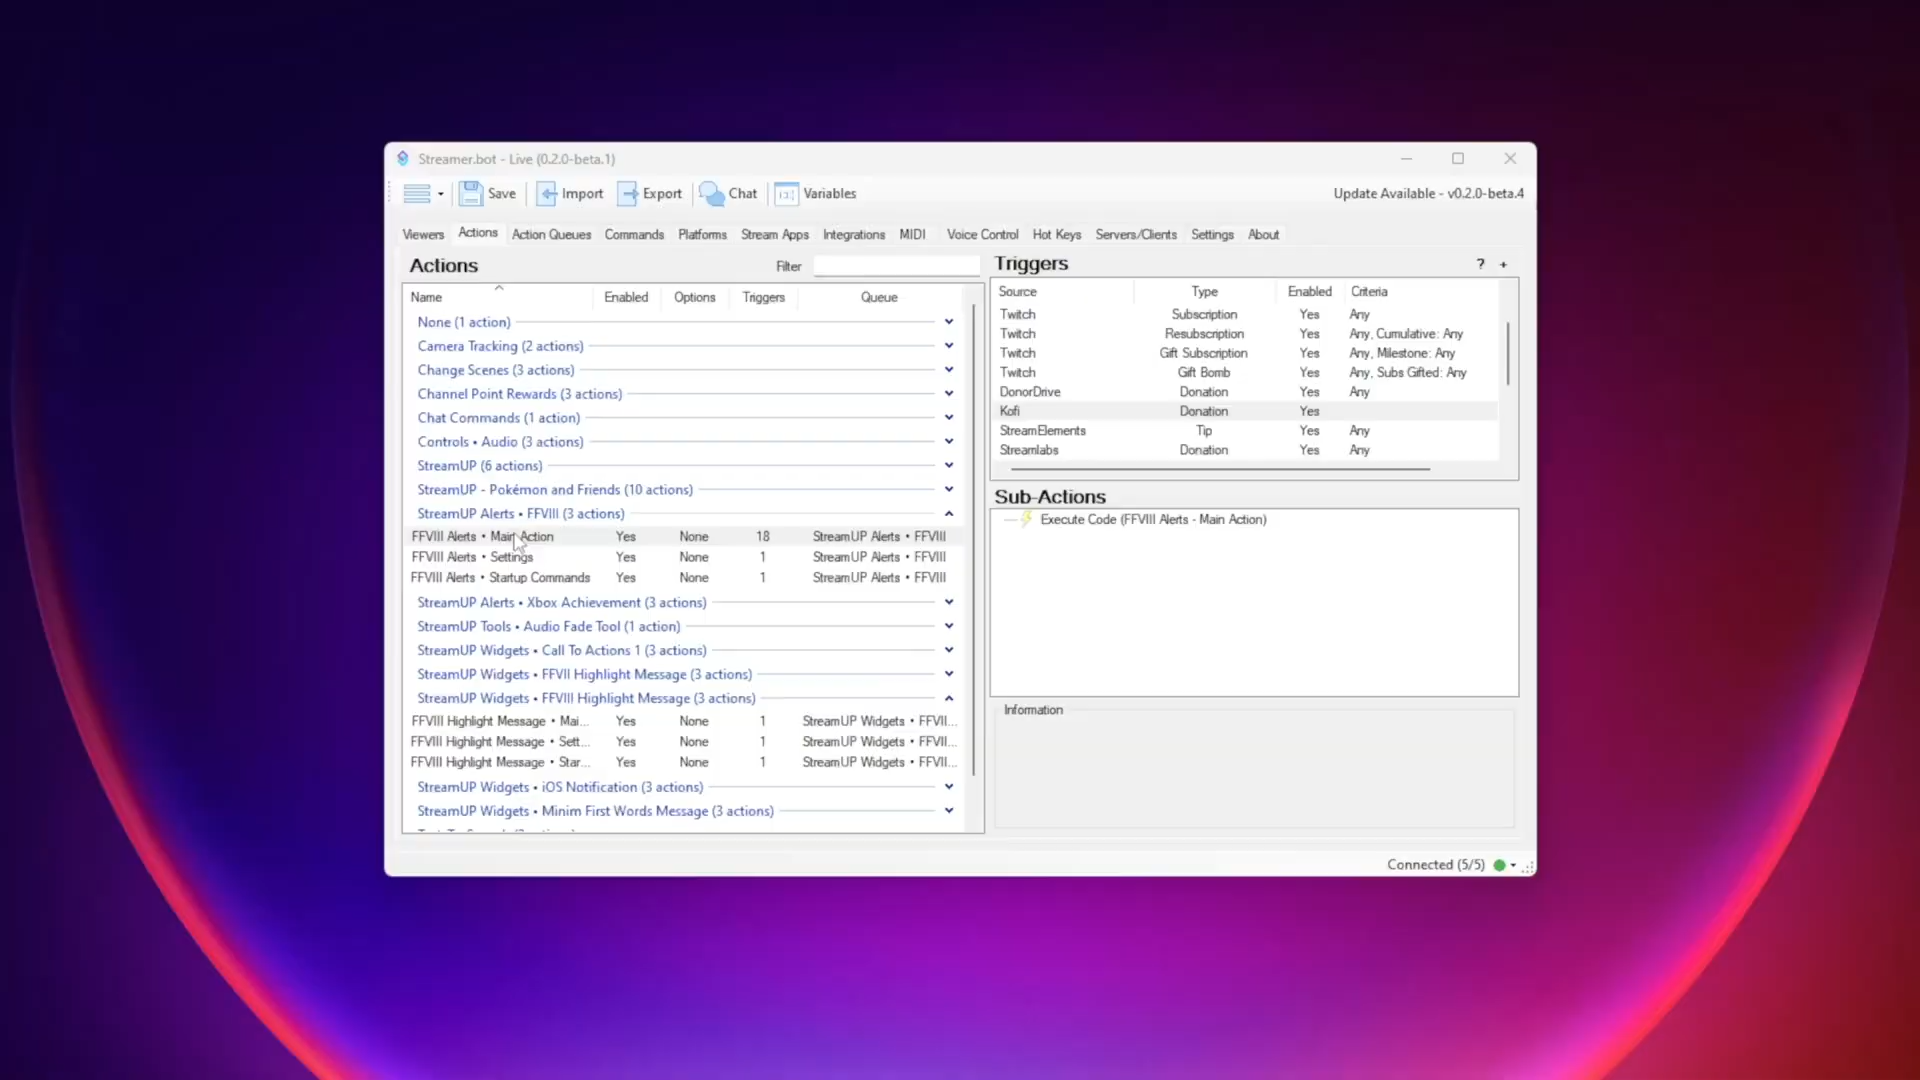 Streamer.bot - Live (0.2.0-beta.1)
Save Import Export Chat Variables Update Available - v0.2.0-beta.4
Viewers Actions Action Queues Commands Platforms Stream Apps Integrations MIDI Voice Control Hot Keys Servers/Clients Settings About
Actions Filter
Name Enabled Options Triggers Queue
None (1 action)
Camera Tracking (2 actions)
Change Scenes (3 actions)
Channel Point Rewards (3 actions)
Chat Commands (1 action)
Controls • Audio (3 actions)
StreamUP (6 actions)
StreamUP - Pokémon and Friends (10 actions)
StreamUP Alerts • FFVIII (3 actions)
FFVIII Alerts • Main Action Yes None 18 StreamUP Alerts • FFVIII
FFVIII Alerts • Settings Yes None 1 StreamUP Alerts • FFVIII
FFVIII Alerts • Startup Commands Yes None 1 StreamUP Alerts • FFVIII
StreamUP Alerts • Xbox Achievement (3 actions)
StreamUP Tools • Audio Fade Tool (1 action)
StreamUP Widgets • Call To Actions 1 (3 actions)
StreamUP Widgets • FFVII Highlight Message (3 actions)
StreamUP Widgets • FFVIII Highlight Message (3 actions)
FFVIII Highlight Message • Mai... Yes None 1 StreamUP Widgets • FFVII...
FFVIII Highlight Message • Sett... Yes None 1 StreamUP Widgets • FFVII...
FFVIII Highlight Message • Star... Yes None 1 StreamUP Widgets • FFVII...
StreamUP Widgets • iOS Notification (3 actions)
StreamUP Widgets • Minim First Words Message (3 actions)
Triggers ? +
Source Type Enabled Criteria
Twitch Subscription Yes Any
Twitch Resubscription Yes Any, Cumulative: Any
Twitch Gift Subscription Yes Any, Milestone: Any
Twitch Gift Bomb Yes Any, Subs Gifted: Any
DonorDrive Donation Yes Any
Kofi Donation Yes
StreamElements Tip Yes Any
Streamlabs Donation Yes Any
Sub-Actions
Execute Code (FFVIII Alerts - Main Action)
Information
Connected (5/5)